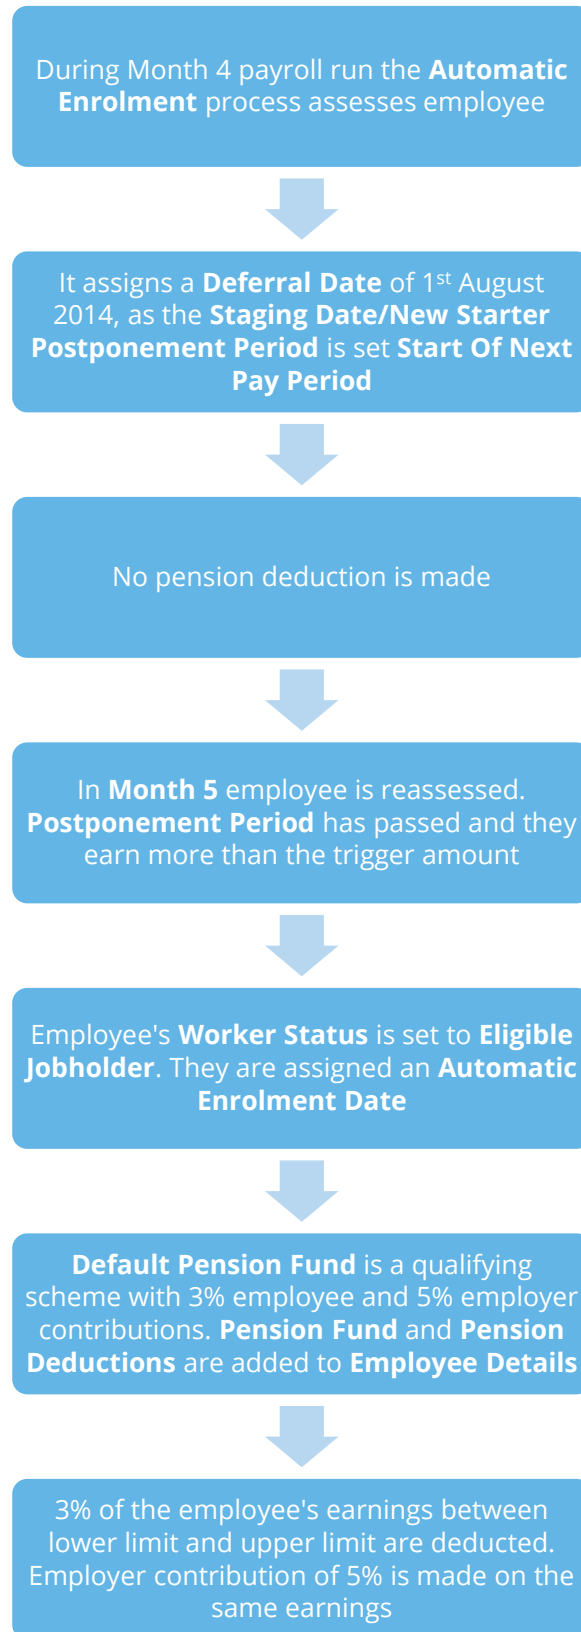 During Month 4 payroll run the Automatic
Enrolment process assesses employee
It assigns a Deferral Date of 1st August
2014, as the Staging Date/New Starter
Postponement Period is set Start Of Next
Pay Period
No pension deduction is made
In Month 5 employee is reassessed.
Postponement Period has passed and they
earn more than the trigger amount
Employee's Worker Status is set to Eligible
Jobholder. They are assigned an Automatic
Enrolment Date
Default Pension Fund is a qualifying
scheme with 3% employee and 5% employer
contributions. Pension Fund and Pension
Deductions are added to Employee Details
3% of the employee's earnings between
lower limit and upper limit are deducted.
Employer contribution of 5% is made on the
same earnings